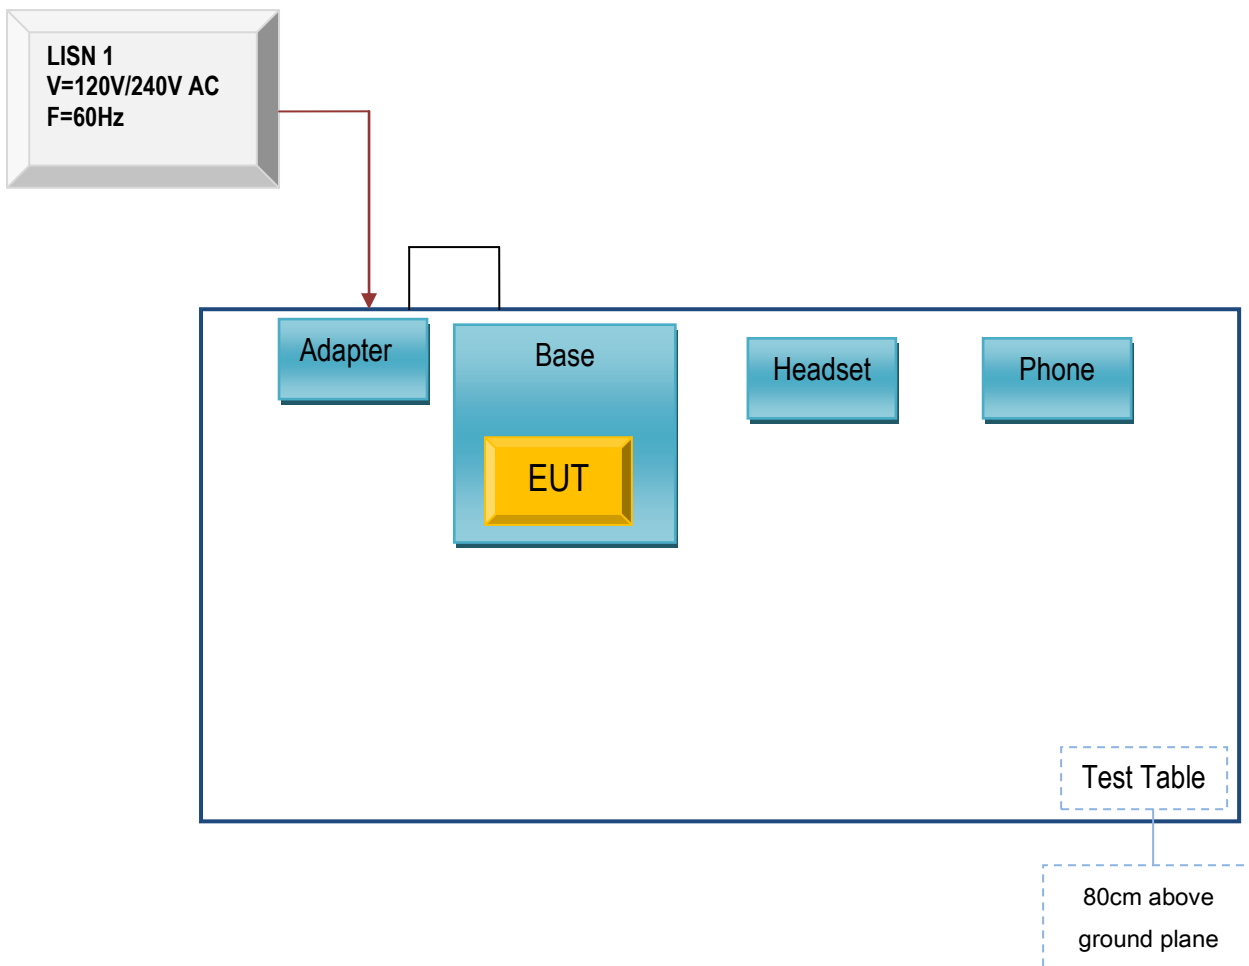 LISN 1
V=120V/240V AC
F=60Hz
Adapter
Base
Headset
Phone
EUT
Test Table
80cm above
ground plane